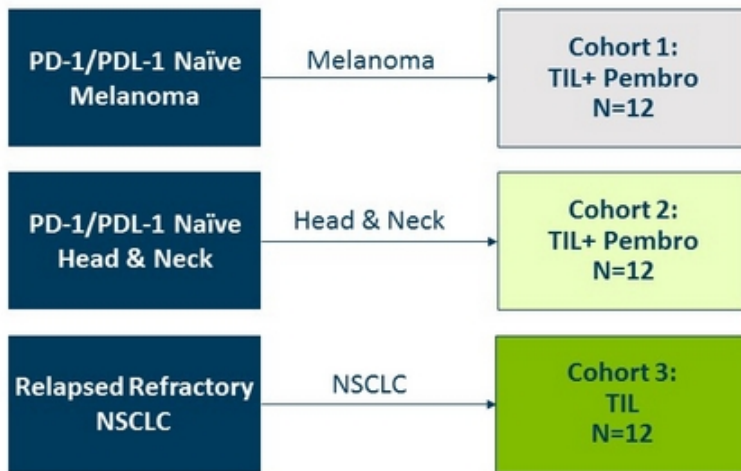 PD-1/PDL-1 Naïve
Melanoma
Melanoma
Cohort 1:
TIL+ Pembro
N=12
PD-1/PDL-1 Naïve
Head & Neck
Head & Neck
Cohort 2:
TIL+ Pembro
N=12
Relapsed Refractory
NSCLC
NSCLC
Cohort 3:
TIL
N=12